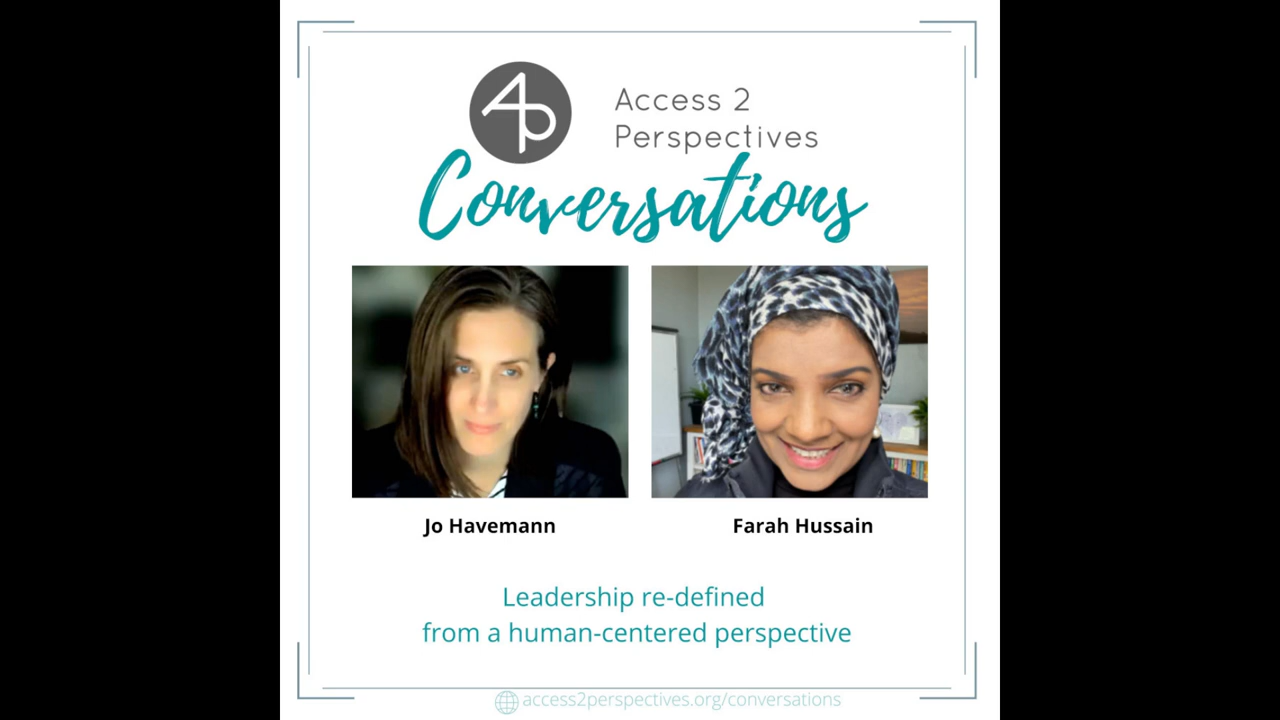 Access 2
Perspectives
Conversations
Jo Havemann
Farah Hussain
Leadership re-defined
from a human-centered perspective
access2perspectives.org/conversations